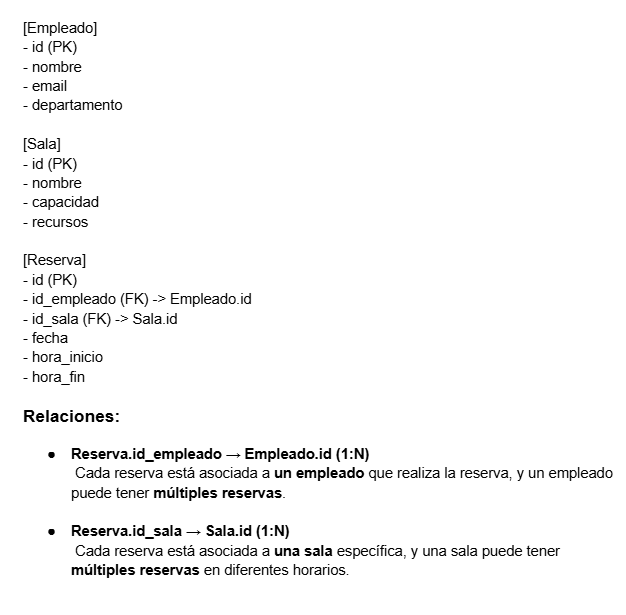 [Empleado]
- id (PK)
- nombre
- email
- departamento
[Sala]
- id (PK)
- nombre
- capacidad
- recursos
[Reserva]
- id (PK)
- id_empleado (FK) -> Empleado.id
- id_sala (FK) -> Sala.id
- fecha
- hora_inicio
- hora_fin
Relaciones:
● Reserva.id_empleado → Empleado.id (1:N)
Cada reserva está asociada a un empleado que realiza la reserva, y un empleado
puede tener múltiples reservas.
● Reserva.id_sala → Sala.id (1:N)
Cada reserva está asociada a una sala específica, y una sala puede tener
múltiples reservas en diferentes horarios.